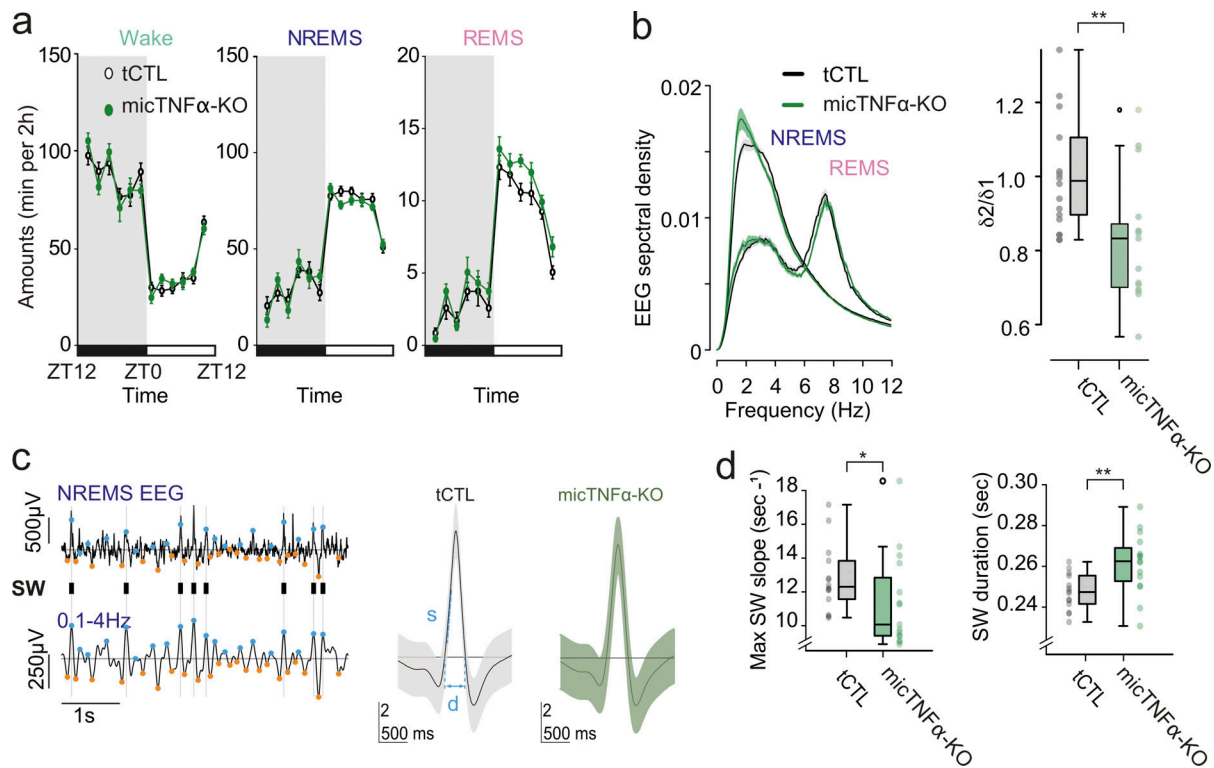 a
Wake
NREMS
REMS
150
100
50
0
tCTL
micTNFα-KO
150
100
50
0
20
15
10
5
0
Amounts (min per 2h)
ZT12
ZT0
ZT12
Time
Time
Time
b
tCTL
micTNFα-KO
NREMS
REMS
0.02
0.01
0
EEG sepctral density
0 2 4 6 8 10 12
Frequency (Hz)
**
1.2
1.0
0.8
0.6
δ2/δ1
tCTL
micTNFα-KO
c
NREMS EEG
500µV
SW
0.1-4Hz
250µV
1s
tCTL
s
d
2
500 ms
micTNFα-KO
2
500 ms
d
*
18
16
14
12
10
Max SW slope (sec⁻¹)
tCTL
micTNFα-KO
**
0.30
0.28
0.26
0.24
SW duration (sec)
tCTL
micTNFα-KO